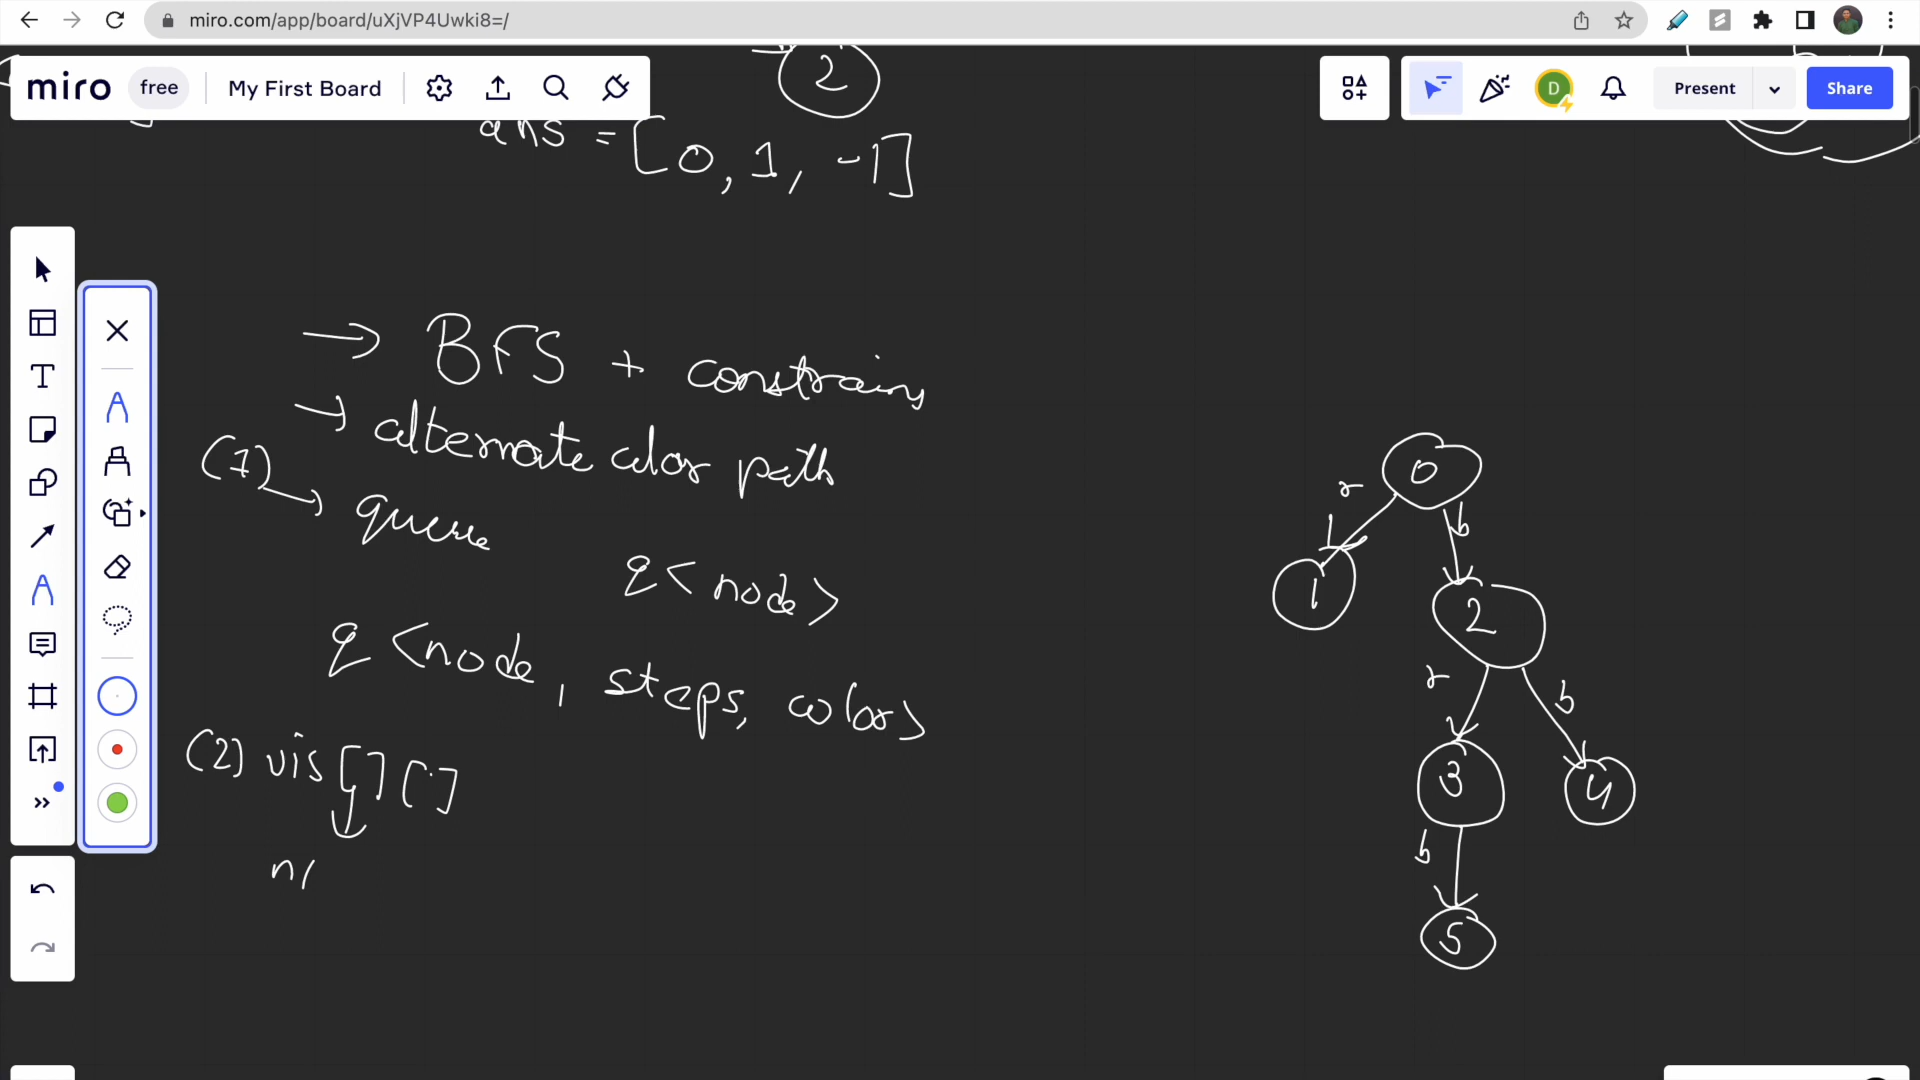 miro.com/app/board/uXjVP4Uwki8=/
miro free My First Board
Present Share
D
2
ans = [0, 1, -1]
→ BFS + constrains
→ alternate color path
(1) → queue
q < node >
q < node, steps, color >
(2) vis [ ] [ ]
n/
0
r b
1 2
r b
3 4
b
5
T